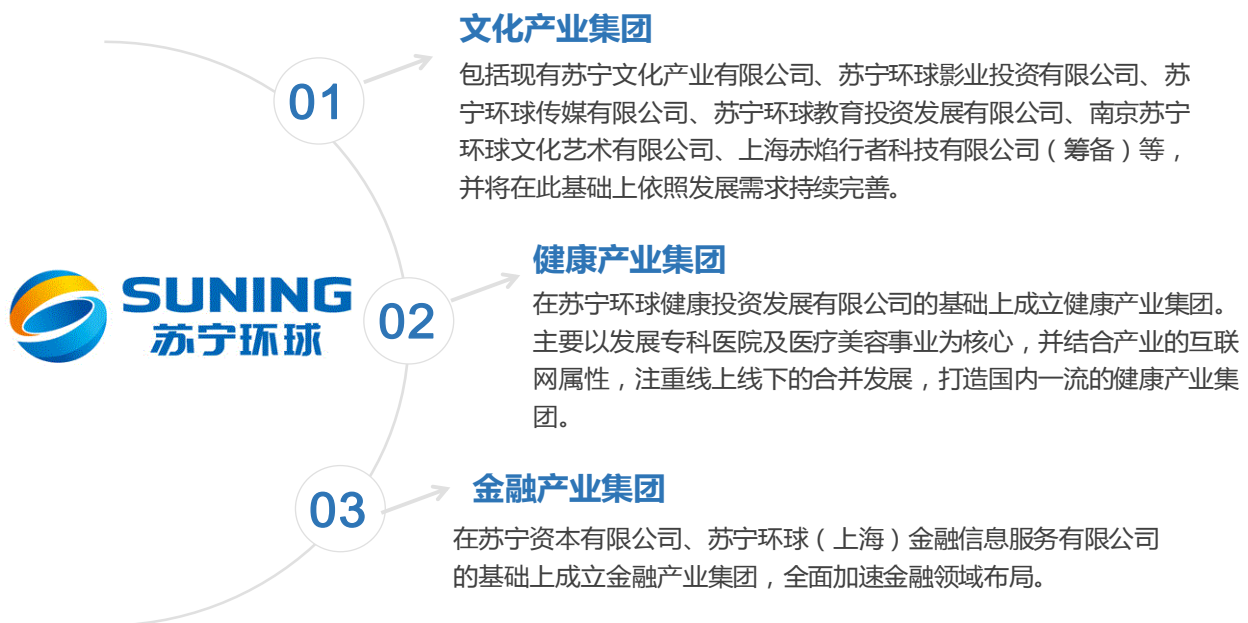 文化产业集团
01
包括现有苏宁文化产业有限公司、苏宁环球影业投资有限公司、苏
宁环球传媒有限公司、苏宁环球教育投资发展有限公司、南京苏宁
环球文化艺术有限公司、上海赤焰行者科技有限公司（筹备）等，
并将在此基础上依照发展需求持续完善。
SUNING
苏宁环球
健康产业集团
02
在苏宁环球健康投资发展有限公司的基础上成立健康产业集团。
主要以发展专科医院及医疗美容事业为核心，并结合产业的互联
网属性，注重线上线下的合并发展，打造国内一流的健康产业集
团。
金融产业集团
03
在苏宁资本有限公司、苏宁环球（上海）金融信息服务有限公司
的基础上成立金融产业集团，全面加速金融领域布局。